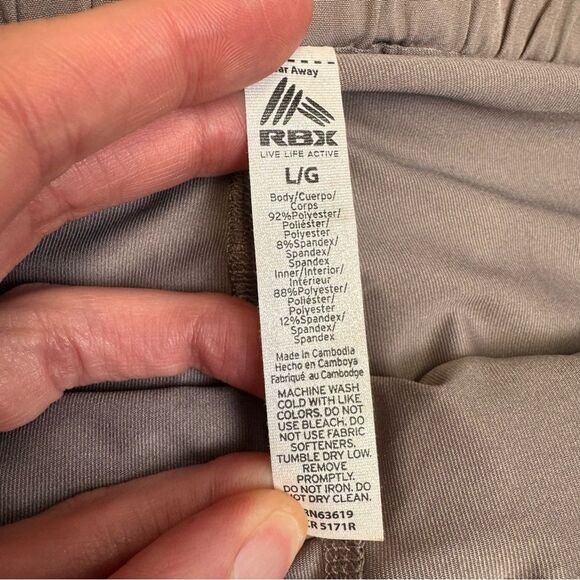 Away
RBX
LIVE LIFE ACTIVE
L/G
Body/Cuerpo/
Corps
92%Polyester/
Poliéster/
Polyester
8%Spandex/
Spandex/
Spandex
Inner/Interior/
Intérieur
88%Polyester/
Poliéster/
Polyester
12%Spandex/
Spandex/
Spandex
Made in Cambodia
Hecho en Camboya
Fabriqué au Cambodge
MACHINE WASH
COLD WITH LIKE
COLORS. DO NOT
USE BLEACH. DO
NOT USE FABRIC
SOFTENERS.
TUMBLE DRY LOW.
REMOVE
PROMPTLY.
DO NOT IRON. DO
NOT DRY CLEAN.
RN63619
5171R